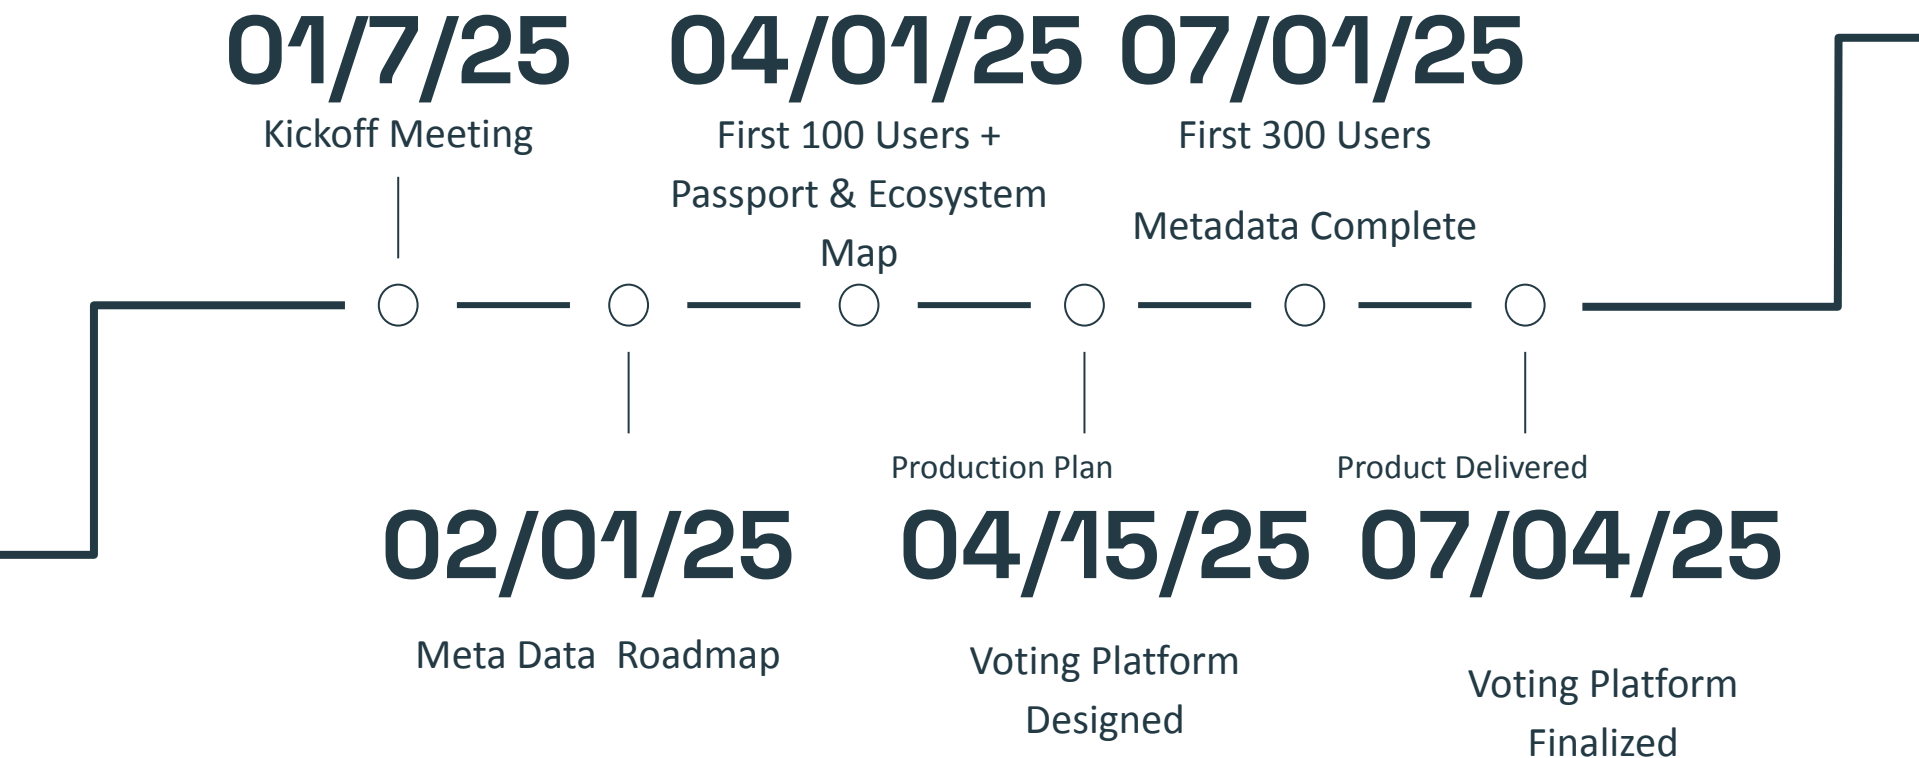 01/7/25
Kickoff Meeting
04/01/25
First 100 Users +
Passport & Ecosystem
Map
07/01/25
First 300 Users
Metadata Complete
02/01/25
Meta Data  Roadmap
Production Plan
04/15/25
Voting Platform
Designed
Product Delivered
07/04/25
Voting Platform
Finalized